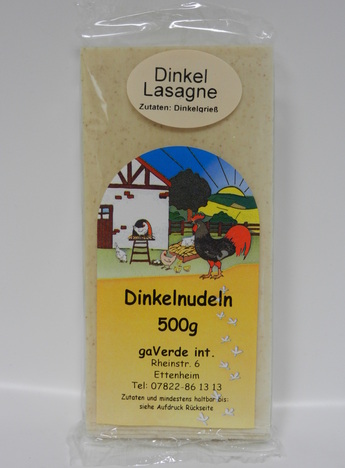 Dinkel
Lasagne
Zutaten: Dinkelgrieß
Dinkelnudeln
500g
gaVerde int.
Rheinstr. 6
Ettenheim
Tel: 07822-86 13 13
Zutaten und mindestens haltbar bis:
siehe Aufdruck Rückseite